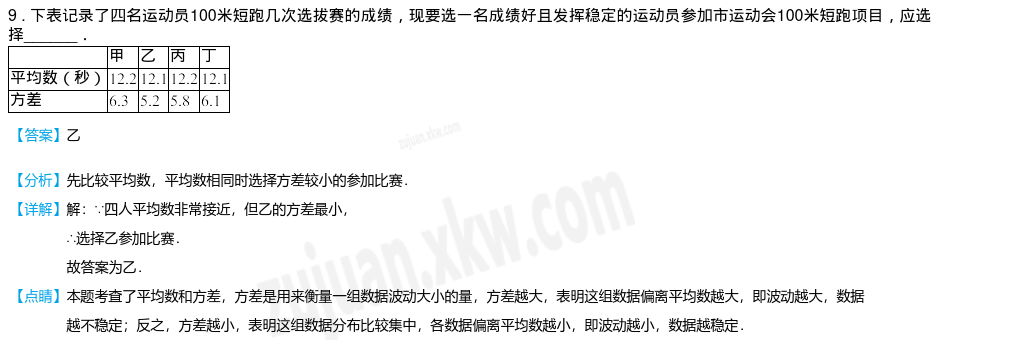 9．下表记录了四名运动员100米短跑几次选拔赛的成绩，现要选一名成绩好且发挥稳定的运动员参加市运动会100米短跑项目，应选
择______．
甲 乙 丙 丁
平均数（秒） 12.2 12.1 12.2 12.1
方差 6.3 5.2 5.8 6.1
【答案】乙
【分析】先比较平均数，平均数相同时选择方差较小的参加比赛．
【详解】解：∵四人平均数非常接近，但乙的方差最小，
∴选择乙参加比赛．
故答案为乙．
【点睛】本题考查了平均数和方差，方差是用来衡量一组数据波动大小的量，方差越大，表明这组数据偏离平均数越大，即波动越大，数据
越不稳定；反之，方差越小，表明这组数据分布比较集中，各数据偏离平均数越小，即波动越小，数据越稳定．
zujuan.xkw.com
zujuan.xkw.com